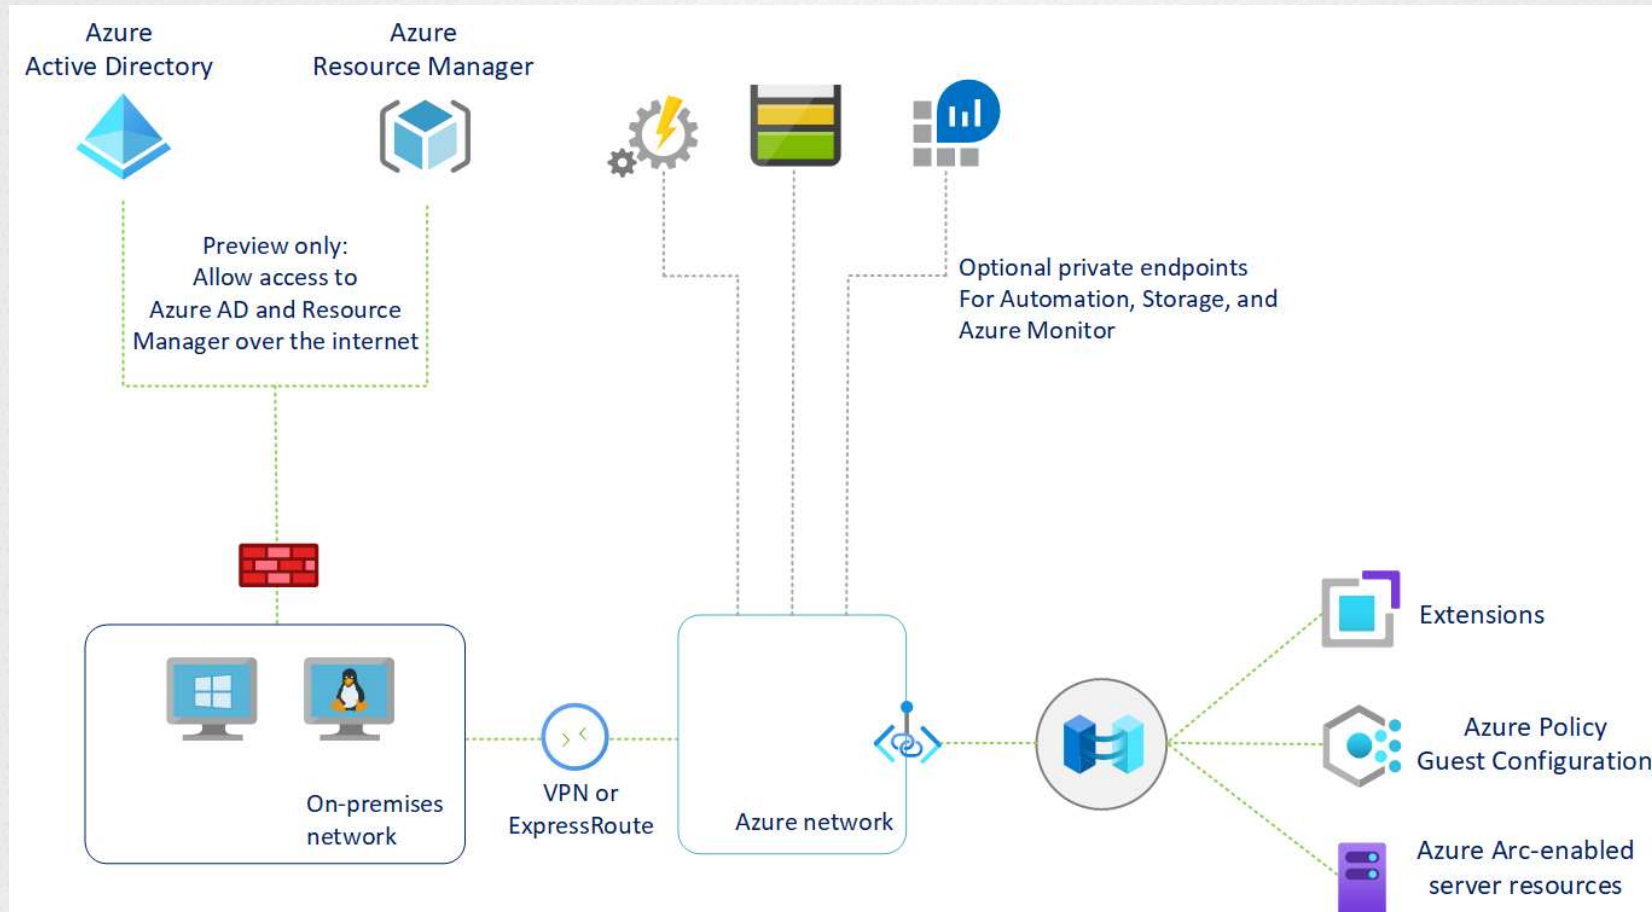 Azure
Active Directory
Azure
Resource Manager
Preview only:
Allow access to
Azure AD and Resource
Manager over the internet
Optional private endpoints
For Automation, Storage, and
Azure Monitor
On-premises
network
VPN or
ExpressRoute
Azure network
Extensions
Azure Policy
Guest Configuration
Azure Arc-enabled
server resources